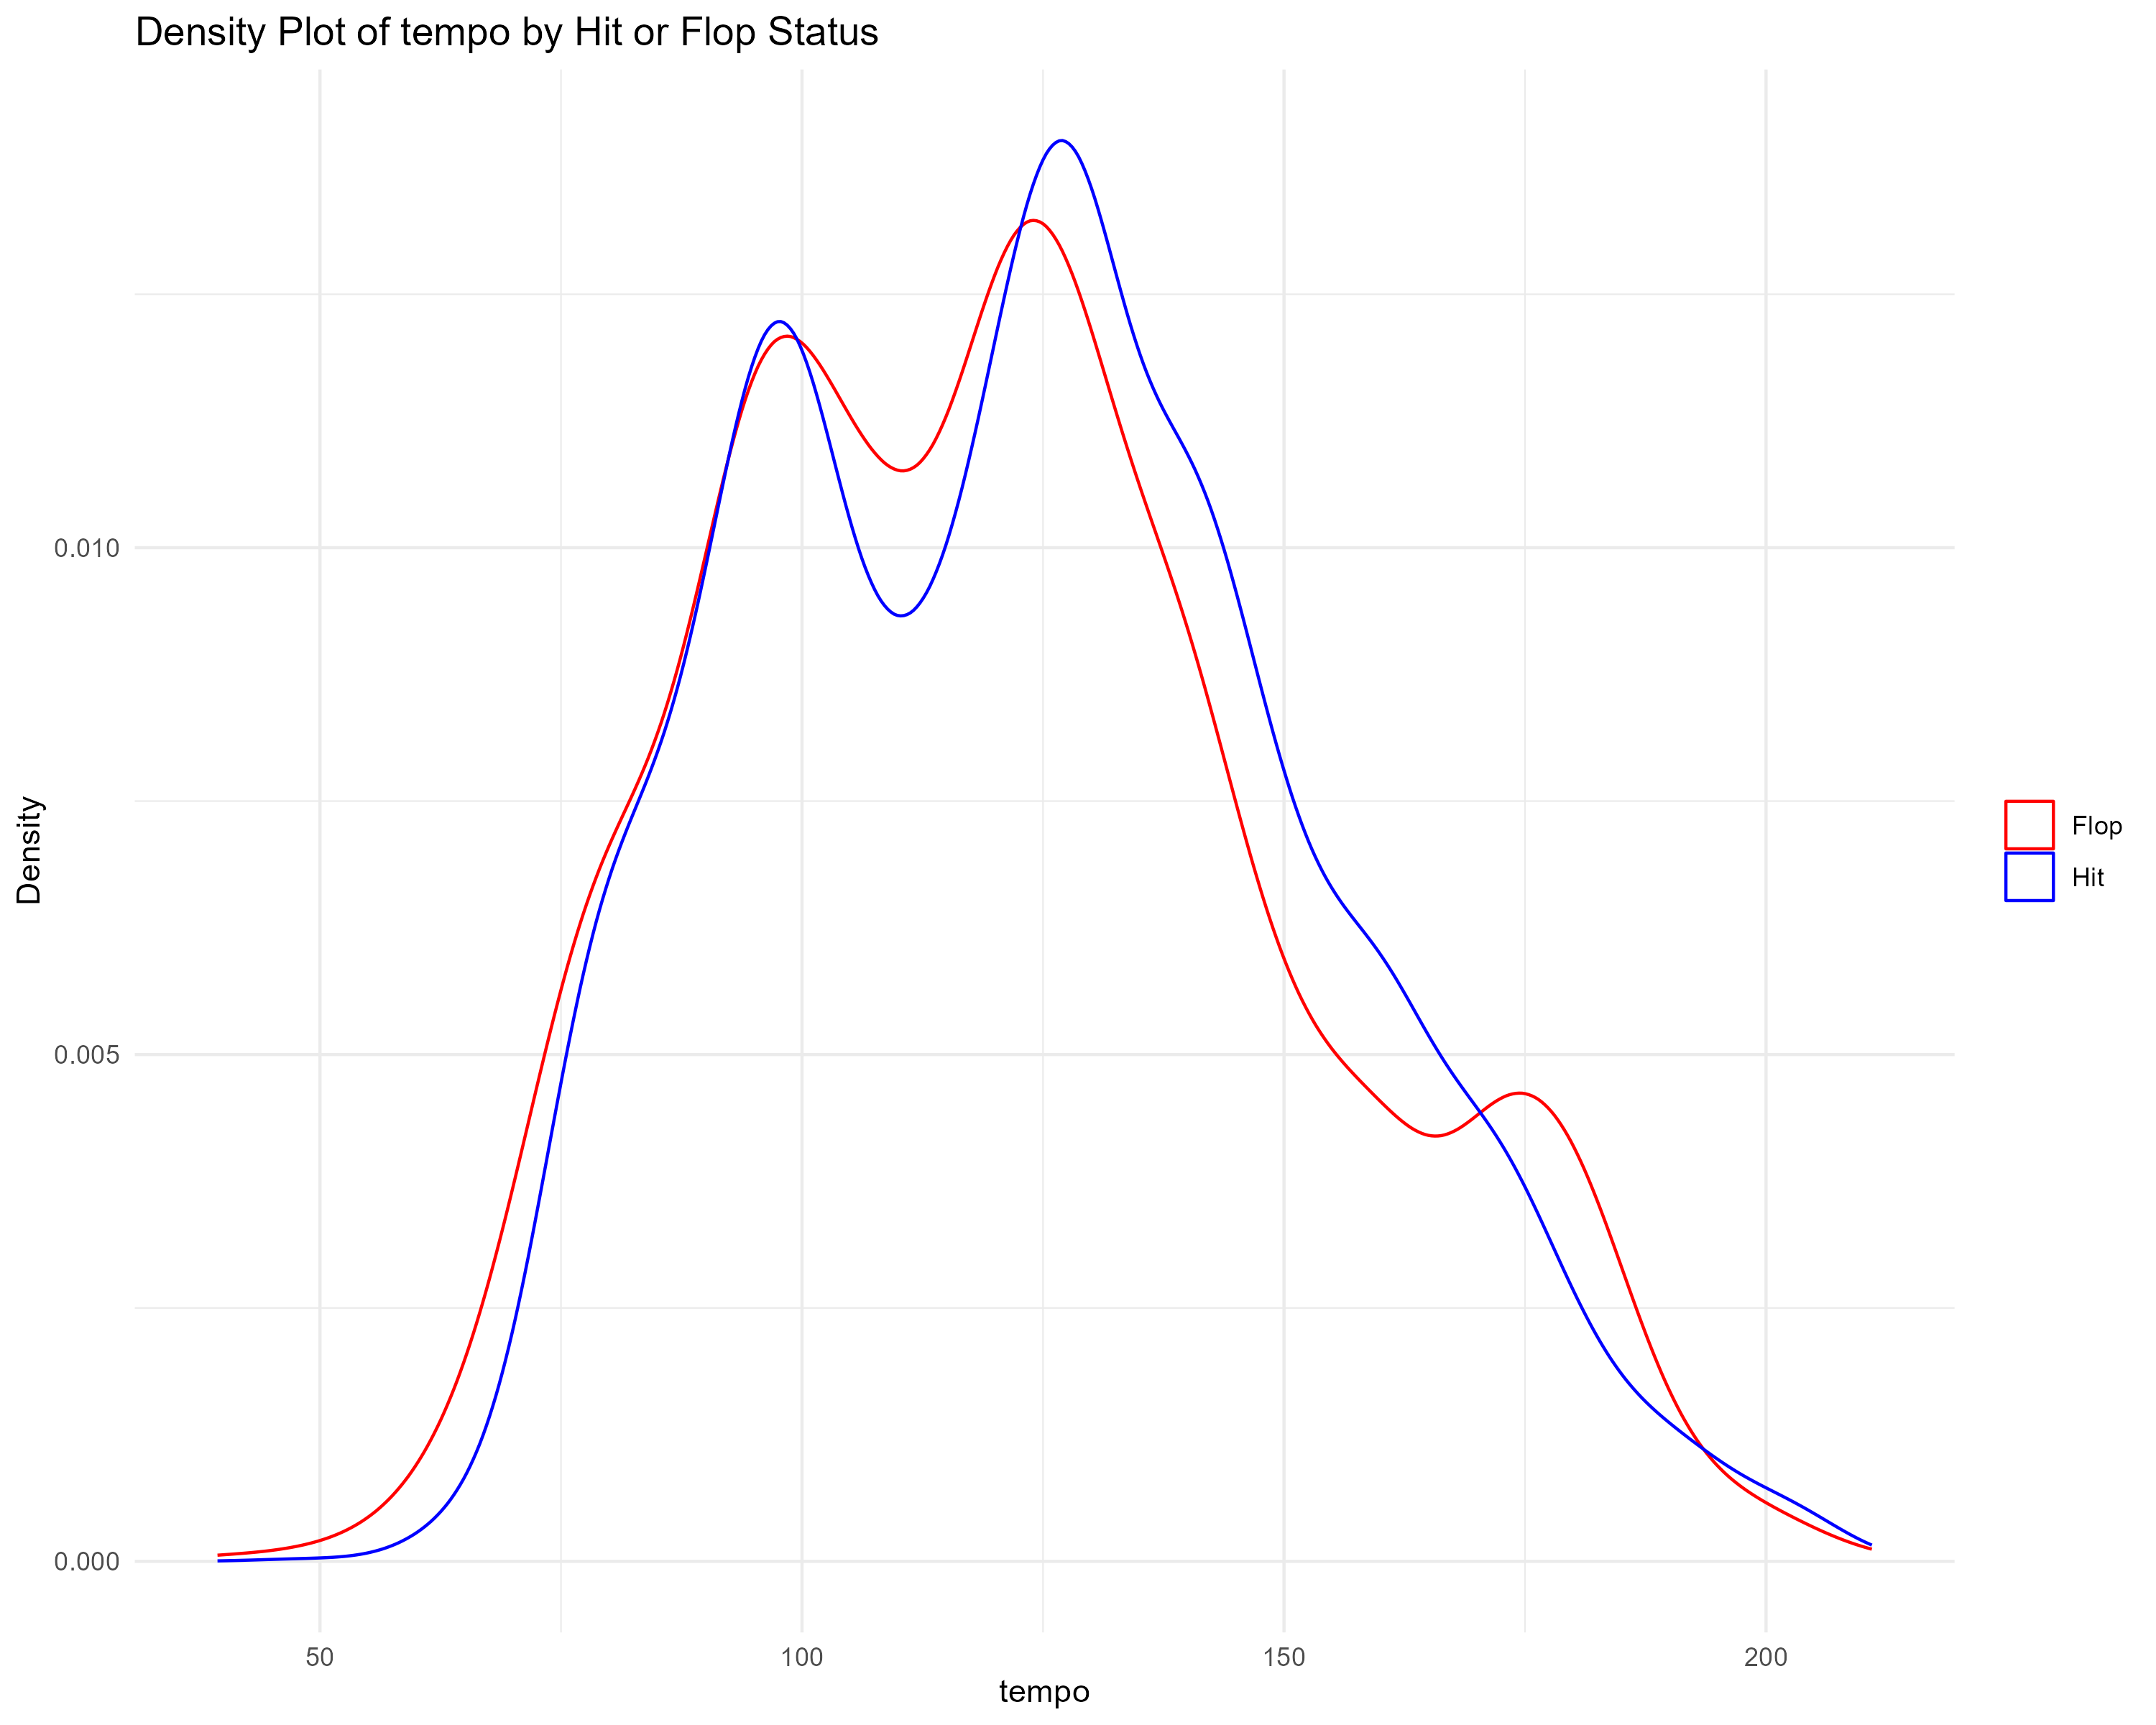 Density Plot of tempo by Hit or Flop Status
Density
0.010
0.005
0.000
50 100 150 200
tempo
Flop
Hit